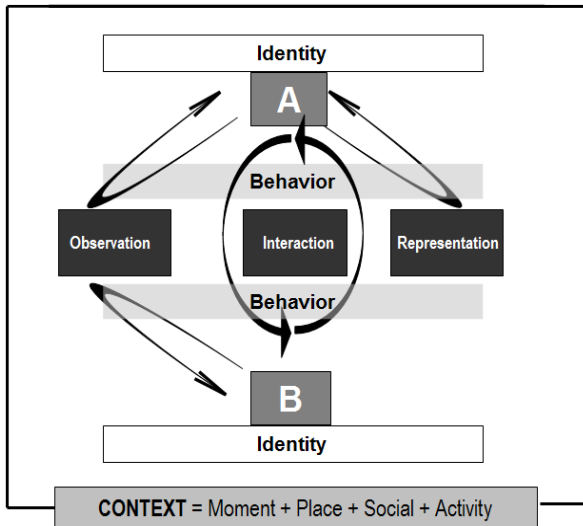 Identity
A
Behavior
Observation Interaction Representation
Behavior
B
Identity
CONTEXT = Moment + Place + Social + Activity